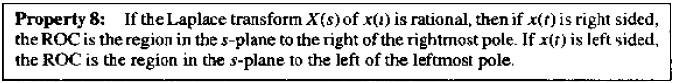 Property 8: If the Laplace transform X(s) of x(t) is rational, then if x(t) is right sided,
the ROC is the region in the s-plane to the right of the rightmost pole. If x(t) is left sided,
the ROC is the region in the s-plane to the left of the leftmost pole.